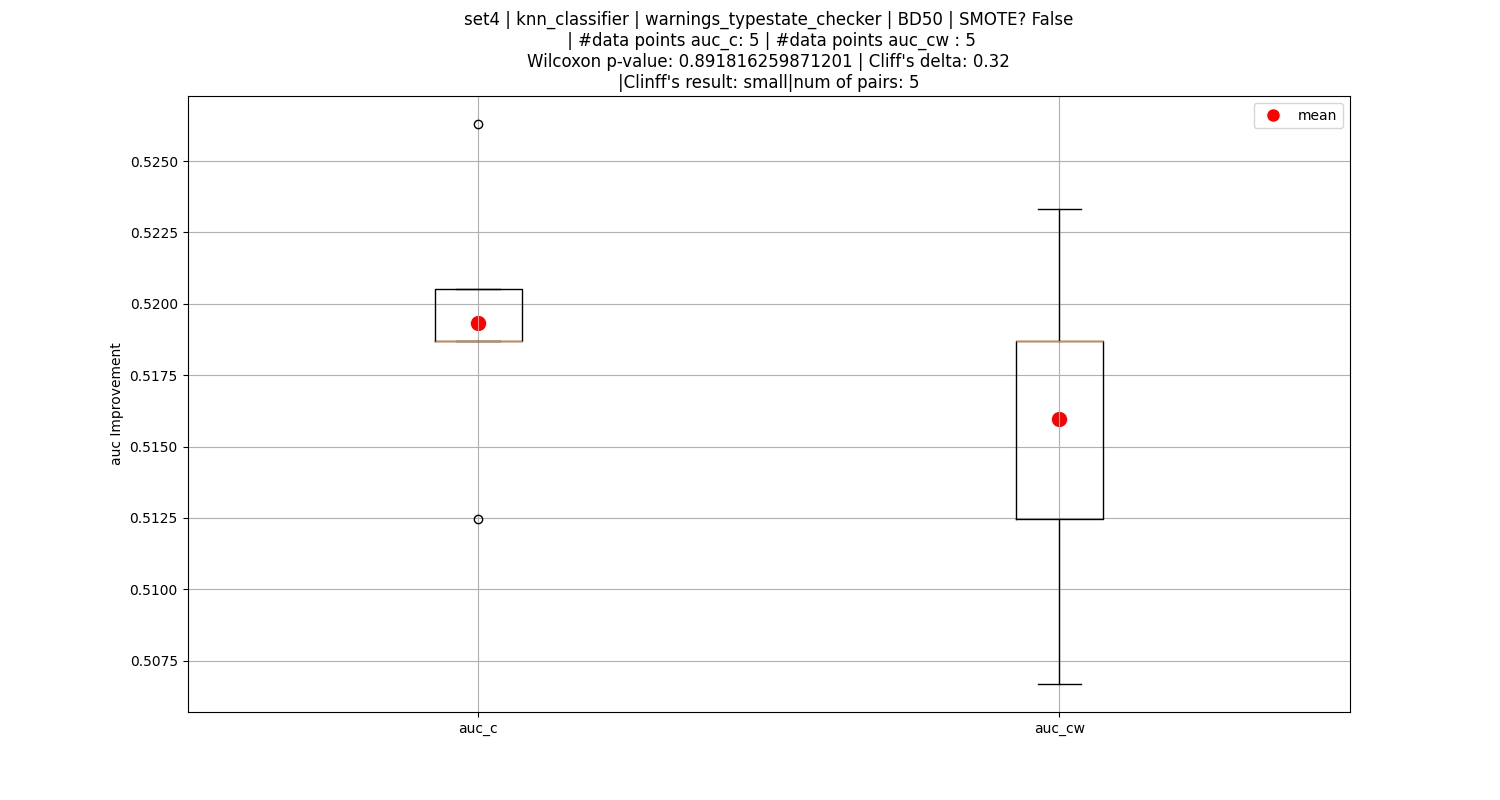 set4 | knn_classifier | warnings_typestate_checker | BD50 | SMOTE? False
| #data points auc_c: 5 | #data points auc_cw : 5
Wilcoxon p-value: 0.891816259871201 | Cliff's delta: 0.32
|Clinff's result: small|num of pairs: 5
mean
0.5250
0.5225
0.5200
0.5175
0.5150
0.5125
0.5100
0.5075
auc Improvement
auc_c
auc_cw